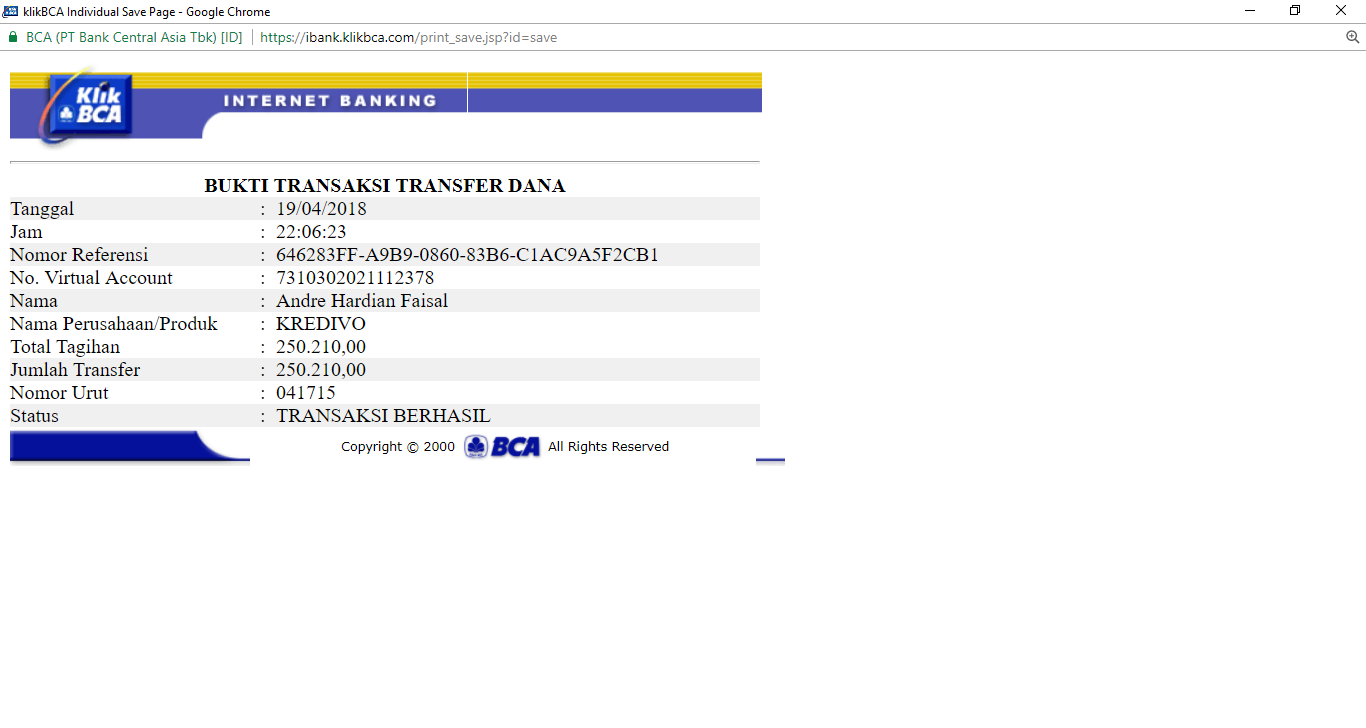 klikBCA Individual Save Page - Google Chrome
BCA (PT Bank Central Asia Tbk) [ID] https://ibank.klikbca.com/print_save.jsp?id=save
Klik BCA
INTERNET BANKING
BUKTI TRANSAKSI TRANSFER DANA
Tanggal : 19/04/2018
Jam : 22:06:23
Nomor Referensi : 646283FF-A9B9-0860-83B6-C1AC9A5F2CB1
No. Virtual Account : 7310302021112378
Nama : Andre Hardian Faisal
Nama Perusahaan/Produk : KREDIVO
Total Tagihan : 250.210,00
Jumlah Transfer : 250.210,00
Nomor Urut : 041715
Status : TRANSAKSI BERHASIL
Copyright © 2000 BCA All Rights Reserved